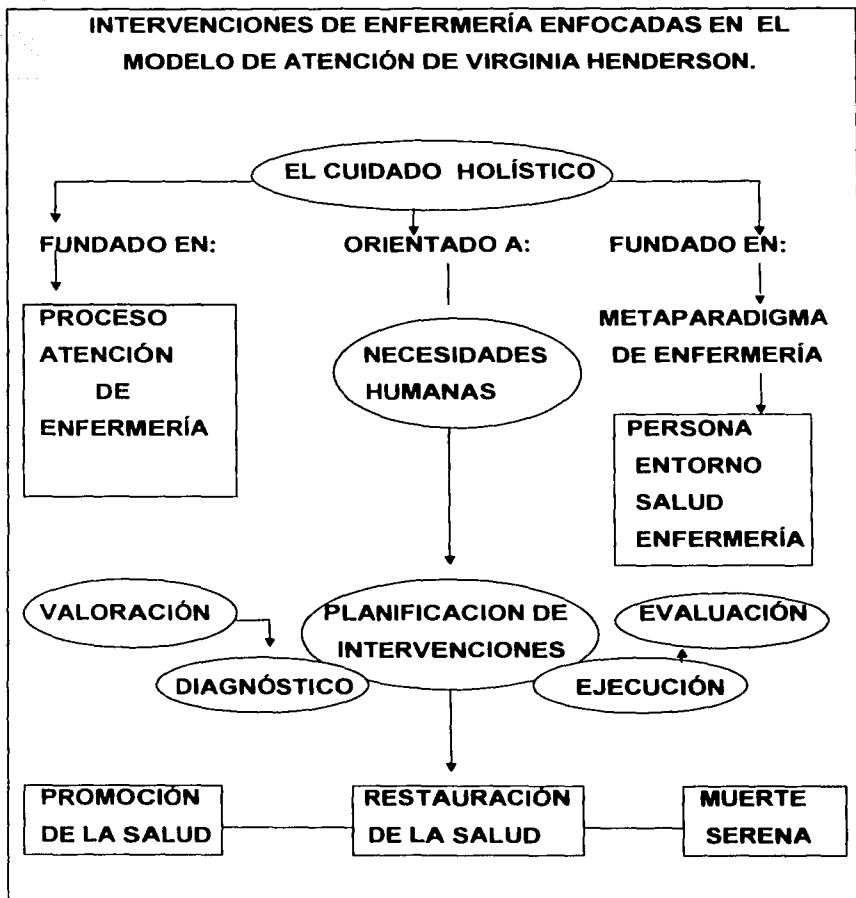 INTERVENCIONES DE ENFERMERÍA ENFOCADAS EN EL
MODELO DE ATENCIÓN DE VIRGINIA HENDERSON.
EL CUIDADO HOLÍSTICO
FUNDADO EN:
ORIENTADO A:
FUNDADO EN:
PROCESO
ATENCIÓN
DE
ENFERMERÍA
NECESIDADES
HUMANAS
METAPARADIGMA
DE ENFERMERÍA
PERSONA
ENTORNO
SALUD
ENFERMERÍA
VALORACIÓN
DIAGNÓSTICO
PLANIFICACION DE
INTERVENCIONES
EJECUCIÓN
EVALUACIÓN
PROMOCIÓN
DE LA SALUD
RESTAURACIÓN
DE LA SALUD
MUERTE
SERENA